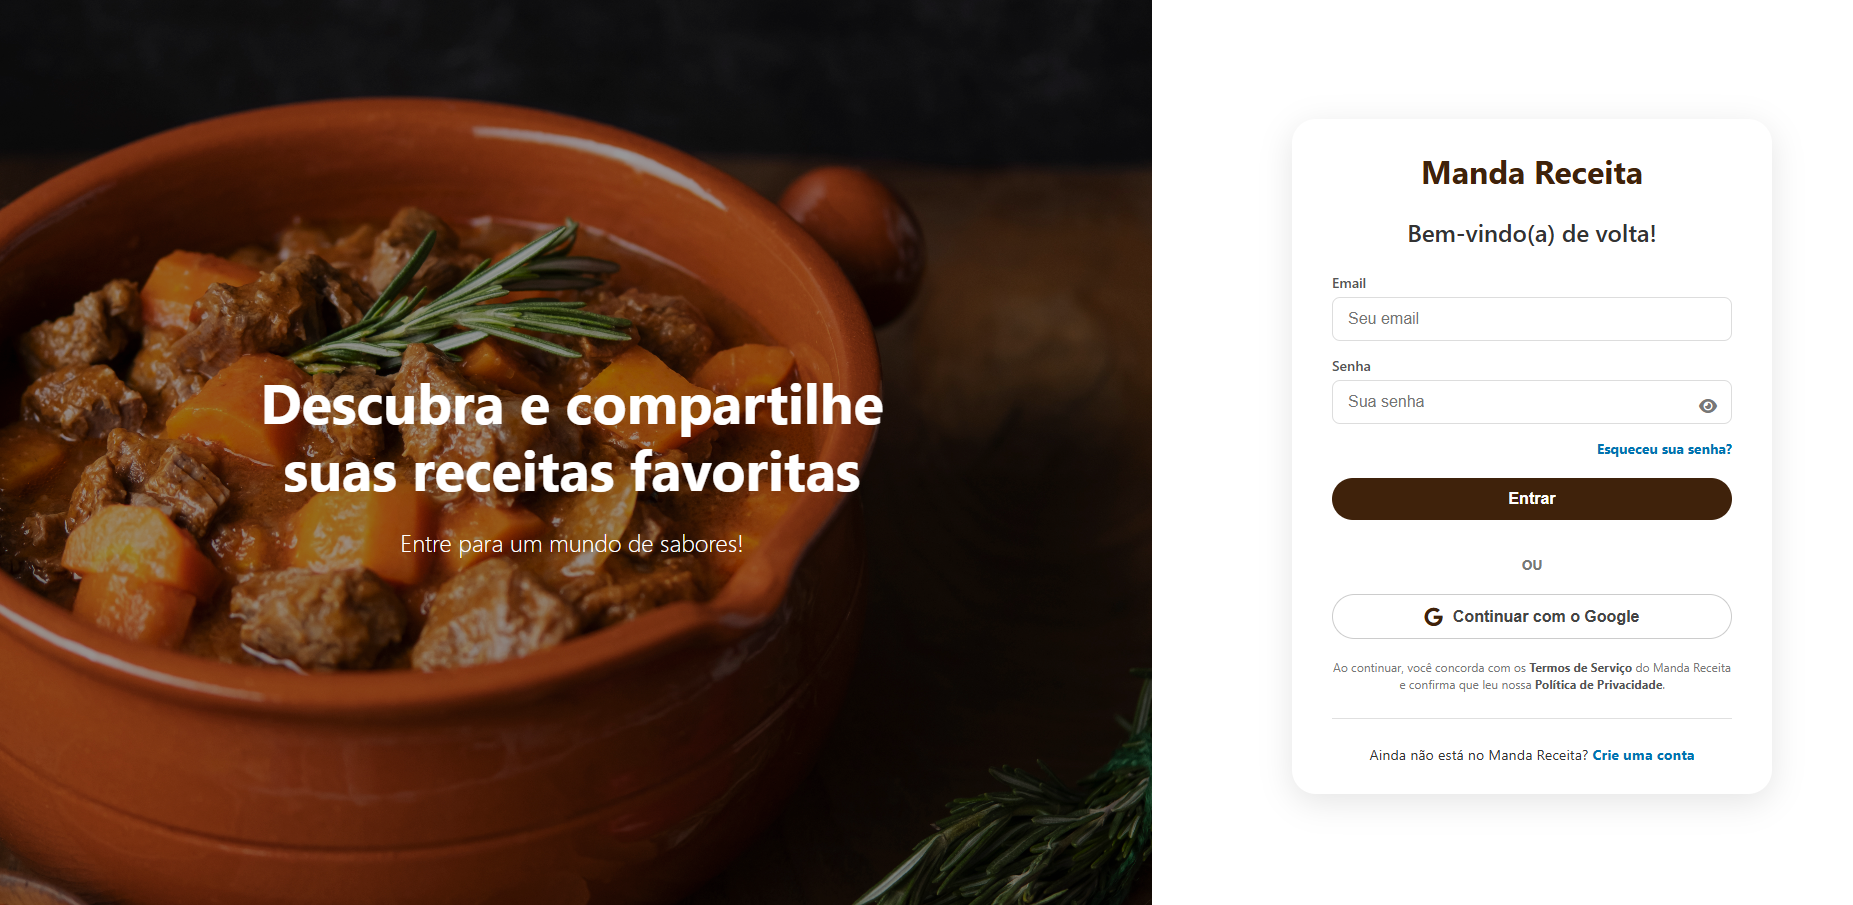 Descubra e compartilhe
suas receitas favoritas
Entre para um mundo de sabores!
Manda Receita
Bem-vindo(a) de volta!
Email
Seu email
Senha
Sua senha
Esqueceu sua senha?
Entrar
OU
Continuar com o Google
Ao continuar, você concorda com os Termos de Serviço do Manda Receita
e confirma que leu nossa Política de Privacidade.
Ainda não está no Manda Receita? Crie uma conta